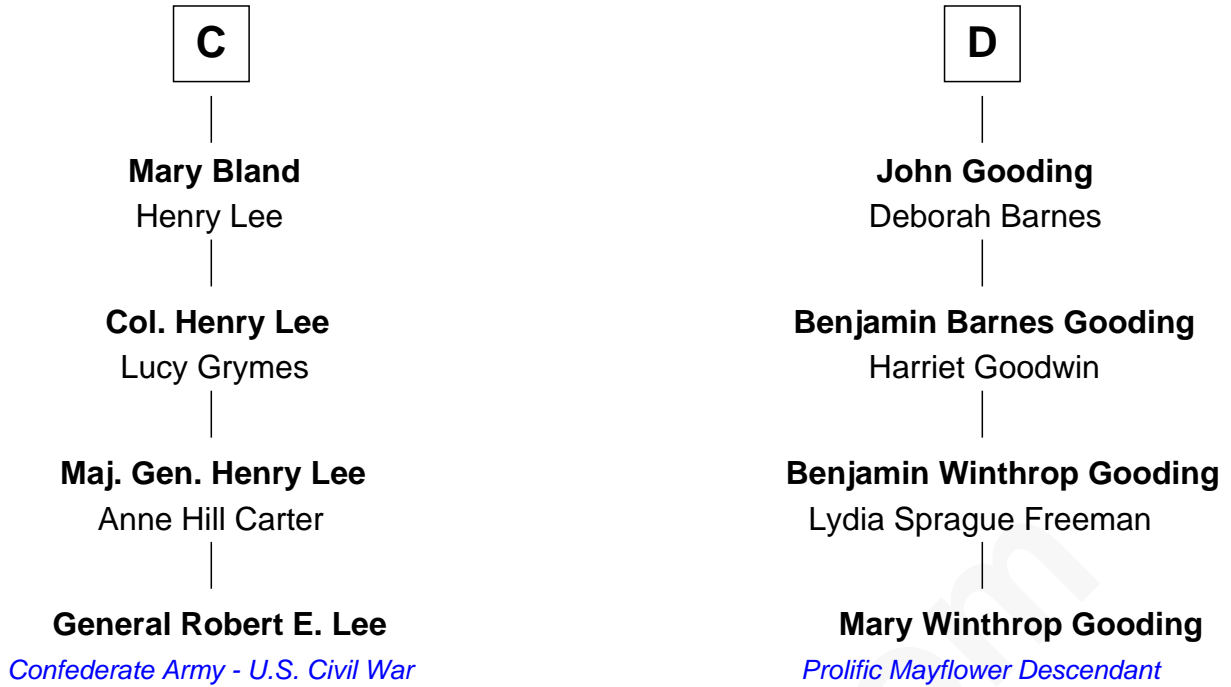 C
Mary Bland
Henry Lee
Col. Henry Lee
Lucy Grymes
Maj. Gen. Henry Lee
Anne Hill Carter
General Robert E. Lee
Confederate Army - U.S. Civil War
D
John Gooding
Deborah Barnes
Benjamin Barnes Gooding
Harriet Goodwin
Benjamin Winthrop Gooding
Lydia Sprague Freeman
Mary Winthrop Gooding
Prolific Mayflower Descendant